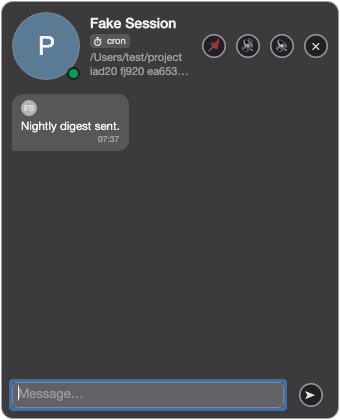 P
Fake Session
cron
/Users/test/project
iad20 fj920 ea653…
FS
Nightly digest sent.
07:37
Message…